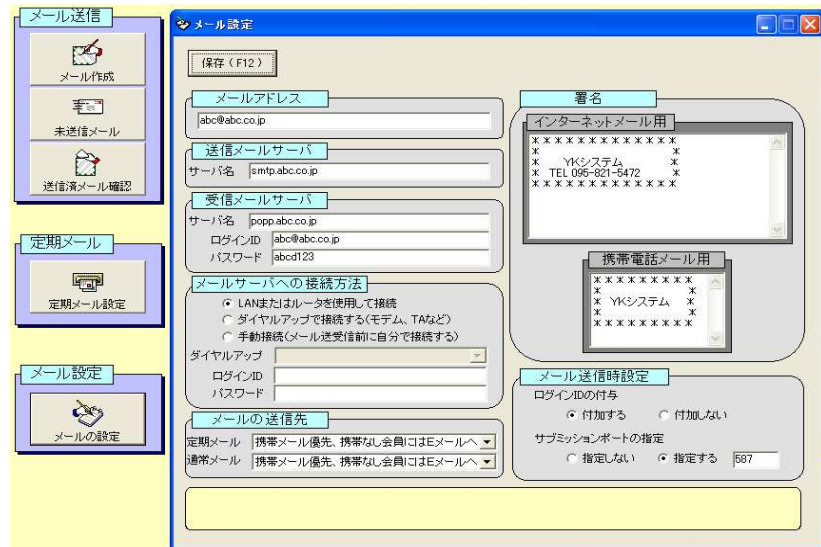 メール送信
メール作成
未送信メール
送信済メール確認
定期メール
定期メール設定
メール設定
メールの設定
メール設定
保存（F12）
メールアドレス
abc@abc.co.jp
送信メールサーバ
サーバ名 smtp.abc.co.jp
受信メールサーバ
サーバ名 popp.abc.co.jp
ログインID abc@abc.co.jp
パスワード abcd123
メールサーバへの接続方法
LANまたはルータを使用して接続
ダイヤルアップで接続する(モデム、TAなど)
手動接続(メール送受信前に自分で接続する)
ダイヤルアップ
ログインID
パスワード
メールの送信先
定期メール 携帯メール優先、携帯なし会員にはEメールへ
通常メール 携帯メール優先、携帯なし会員にはEメールへ
署名
インターネットメール用
＊＊＊＊＊＊＊＊＊＊＊＊＊
＊ ＊
＊ YKシステム ＊
＊ TEL 095-821-5472 ＊
＊＊＊＊＊＊＊＊＊＊＊＊＊
携帯電話メール用
＊＊＊＊＊＊＊＊＊
＊ ＊
＊ YKシステム ＊
＊ ＊
＊＊＊＊＊＊＊＊＊
メール送信時設定
ログインIDの付与
付加する 付加しない
サブミッションポートの指定
指定しない 指定する 587